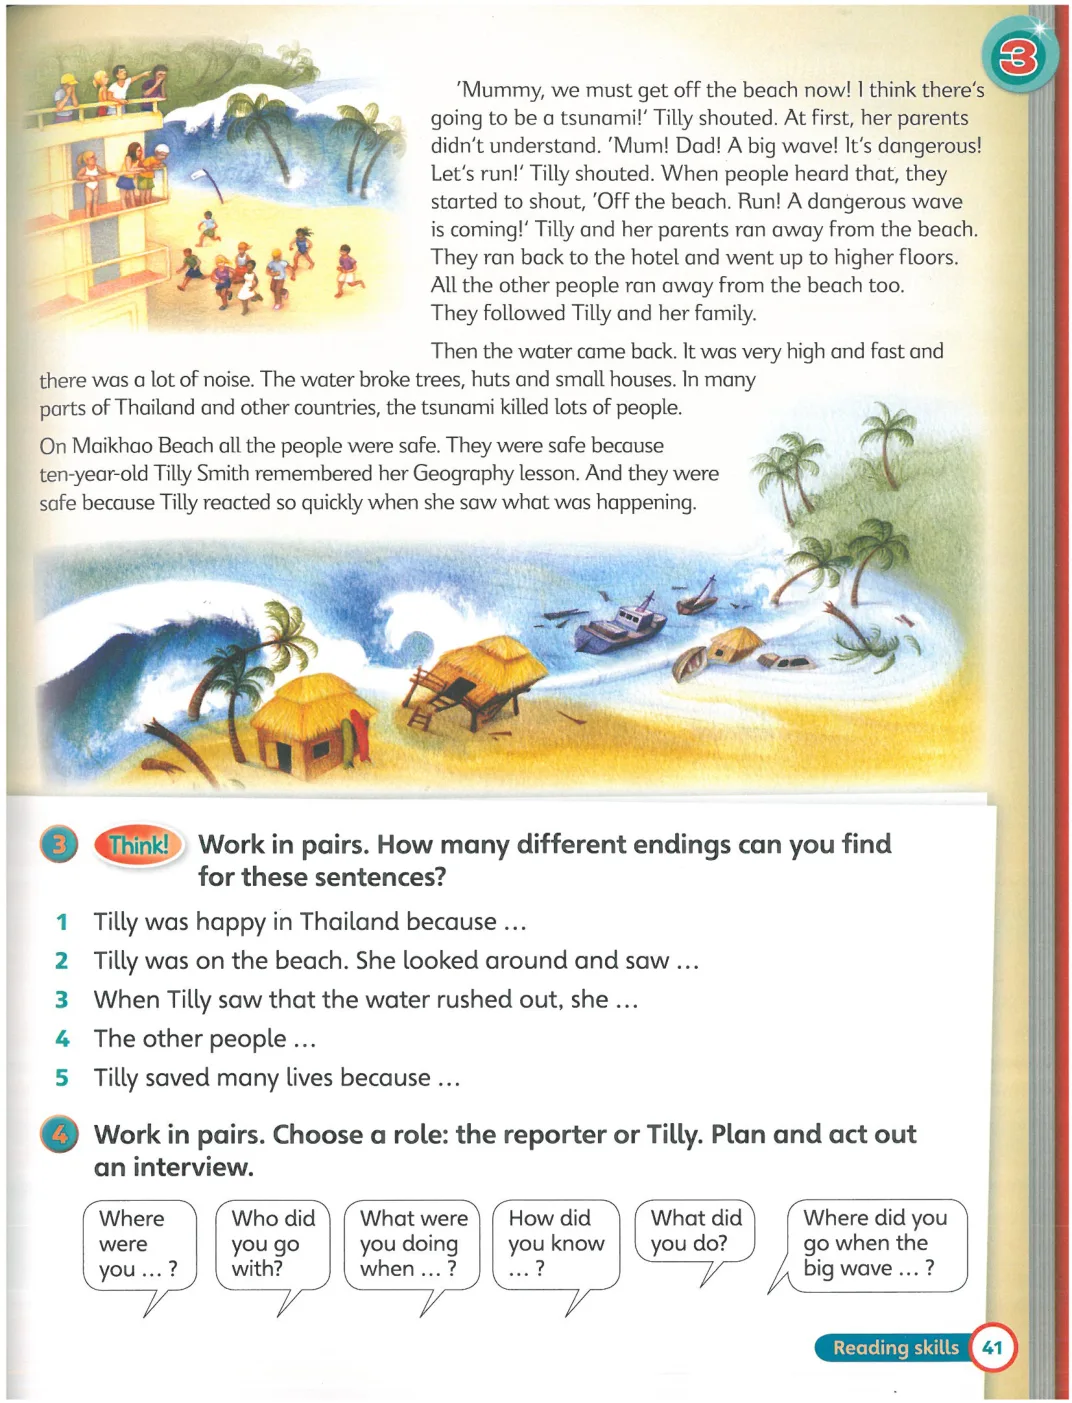 3
'Mummy, we must get off the beach now! I think there's
going to be a tsunami!' Tilly shouted. At first, her parents
didn't understand. 'Mum! Dad! A big wave! It's dangerous!
Let's run!' Tilly shouted. When people heard that, they
started to shout, 'Off the beach. Run! A dangerous wave
is coming!' Tilly and her parents ran away from the beach.
They ran back to the hotel and went up to higher floors.
All the other people ran away from the beach too.
They followed Tilly and her family.
Then the water came back. It was very high and fast and
there was a lot of noise. The water broke trees, huts and small houses. In many
parts of Thailand and other countries, the tsunami killed lots of people.
On Maikhao Beach all the people were safe. They were safe because
ten-year-old Tilly Smith remembered her Geography lesson. And they were
safe because Tilly reacted so quickly when she saw what was happening.
3 Think! Work in pairs. How many different endings can you find
for these sentences?
1 Tilly was happy in Thailand because ...
2 Tilly was on the beach. She looked around and saw ...
3 When Tilly saw that the water rushed out, she ...
4 The other people ...
5 Tilly saved many lives because ...
4 Work in pairs. Choose a role: the reporter or Tilly. Plan and act out
an interview.
Where
were
you ... ?
Who did
you go
with?
What were
you doing
when ... ?
How did
you know
... ?
What did
you do?
Where did you
go when the
big wave ... ?
Reading skills 41